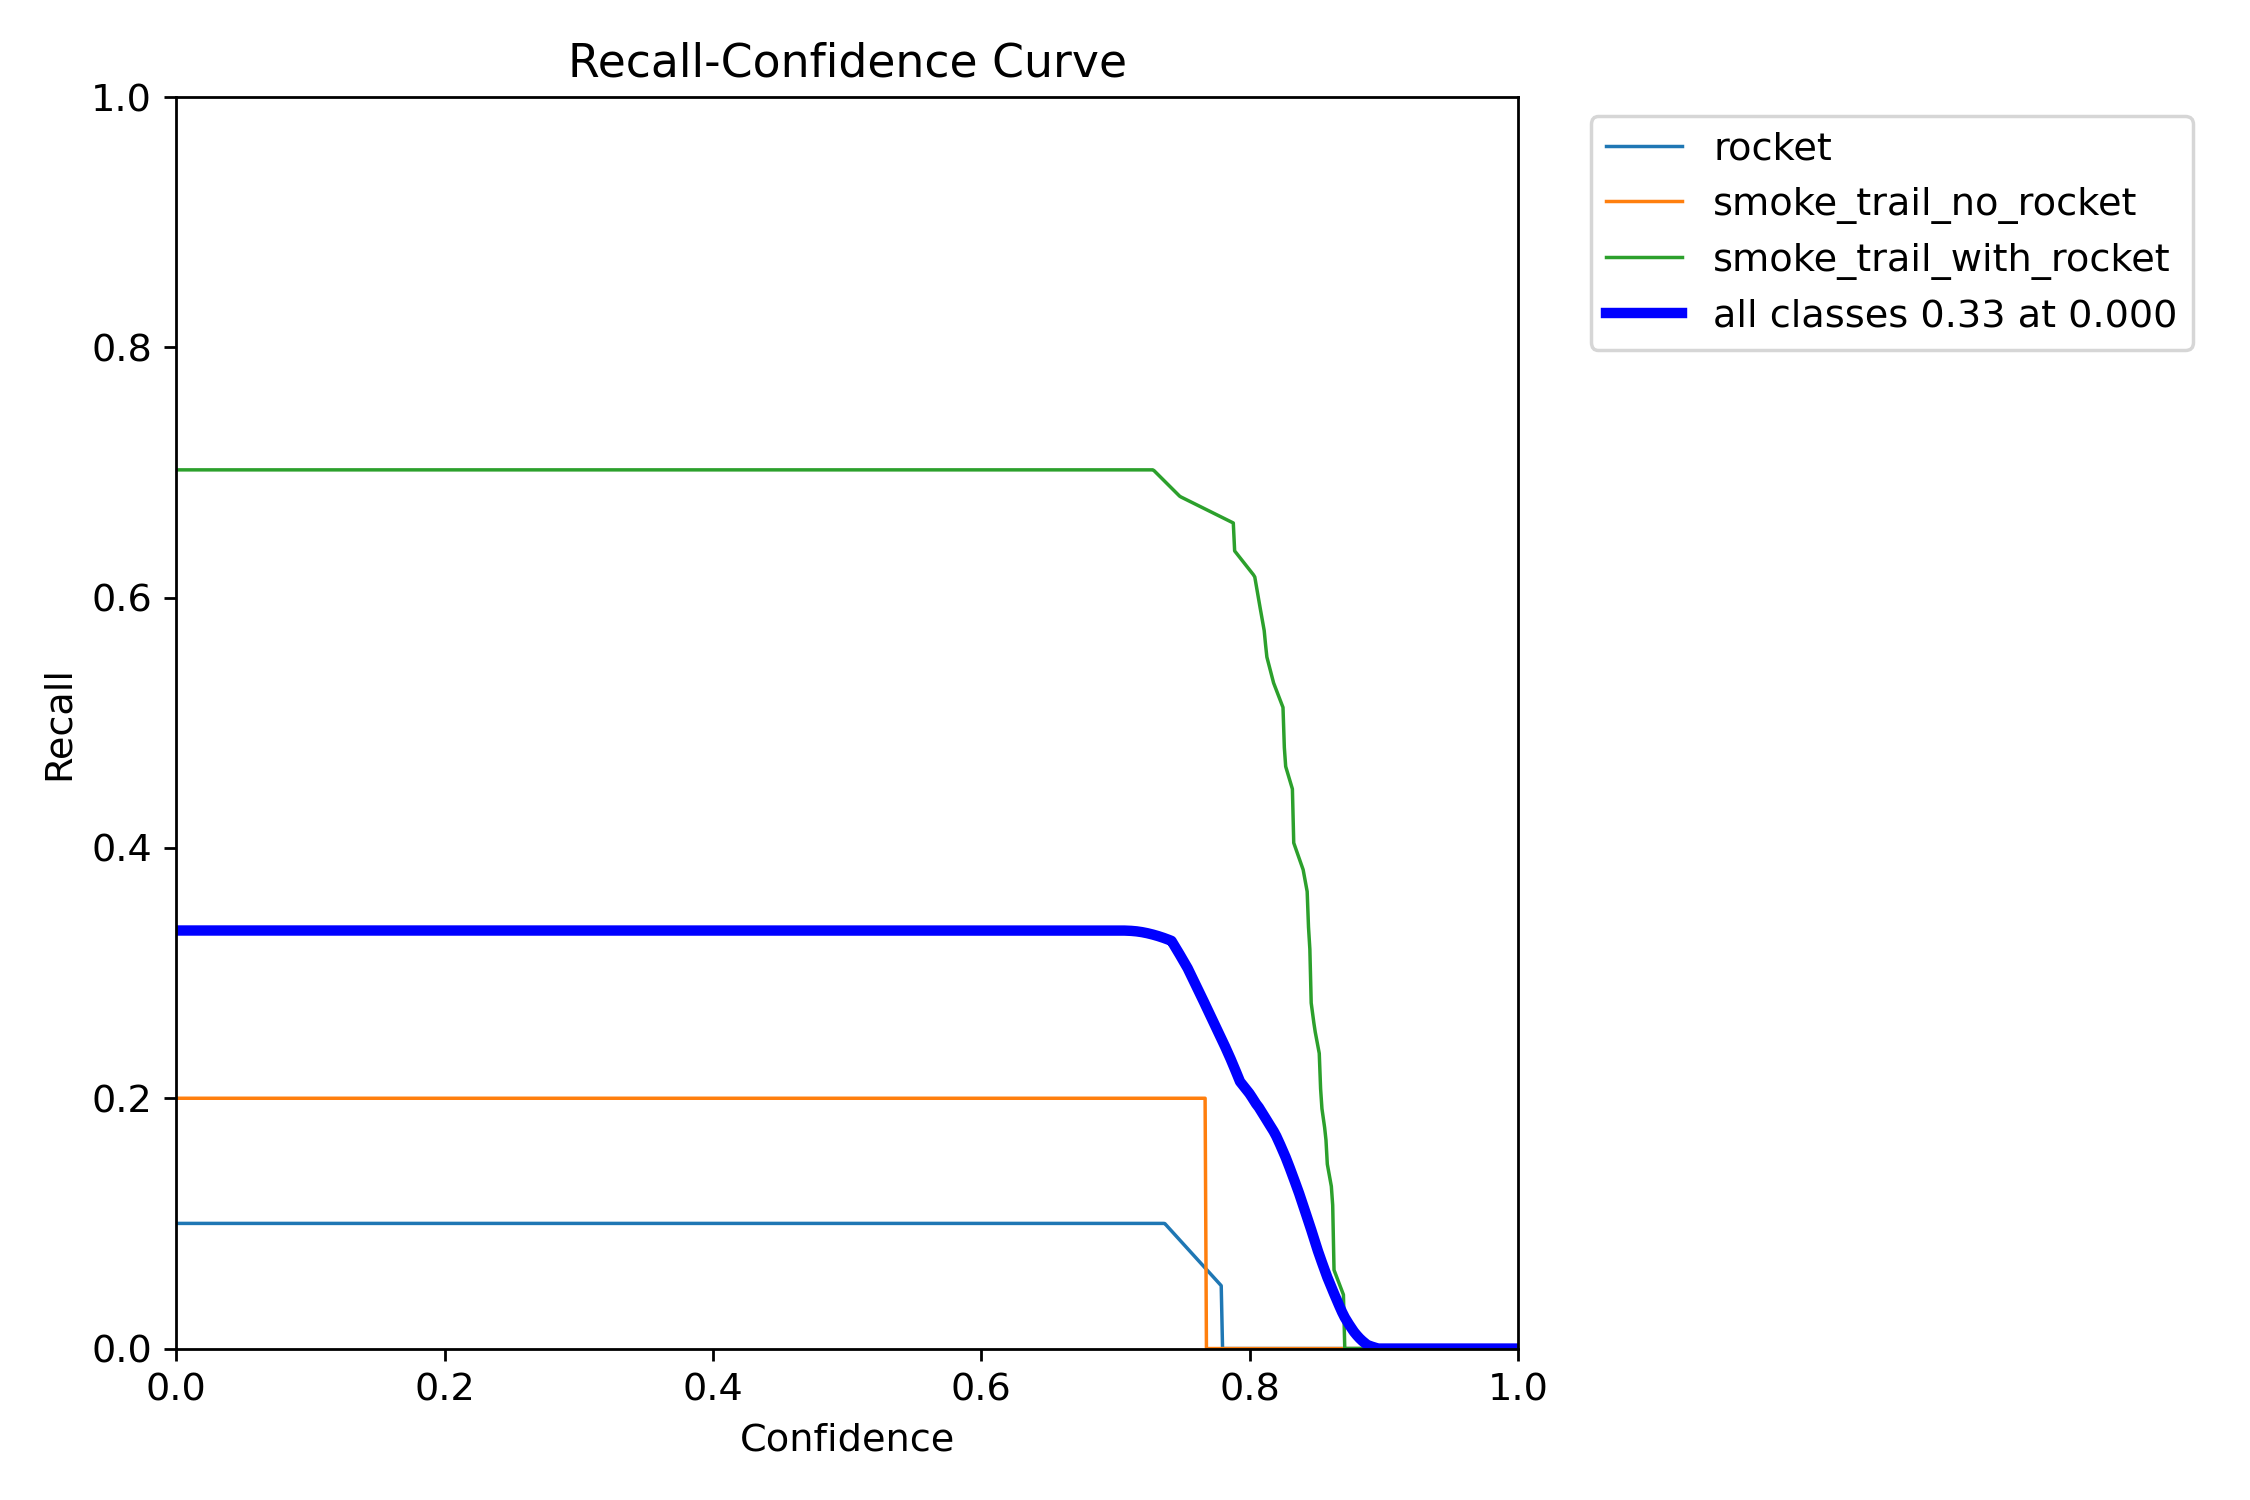 Recall-Confidence Curve
1.0
0.8
0.6
0.4
0.2
0.0
Recall
0.0 0.2 0.4 0.6 0.8 1.0
Confidence
rocket
smoke_trail_no_rocket
smoke_trail_with_rocket
all classes 0.33 at 0.000